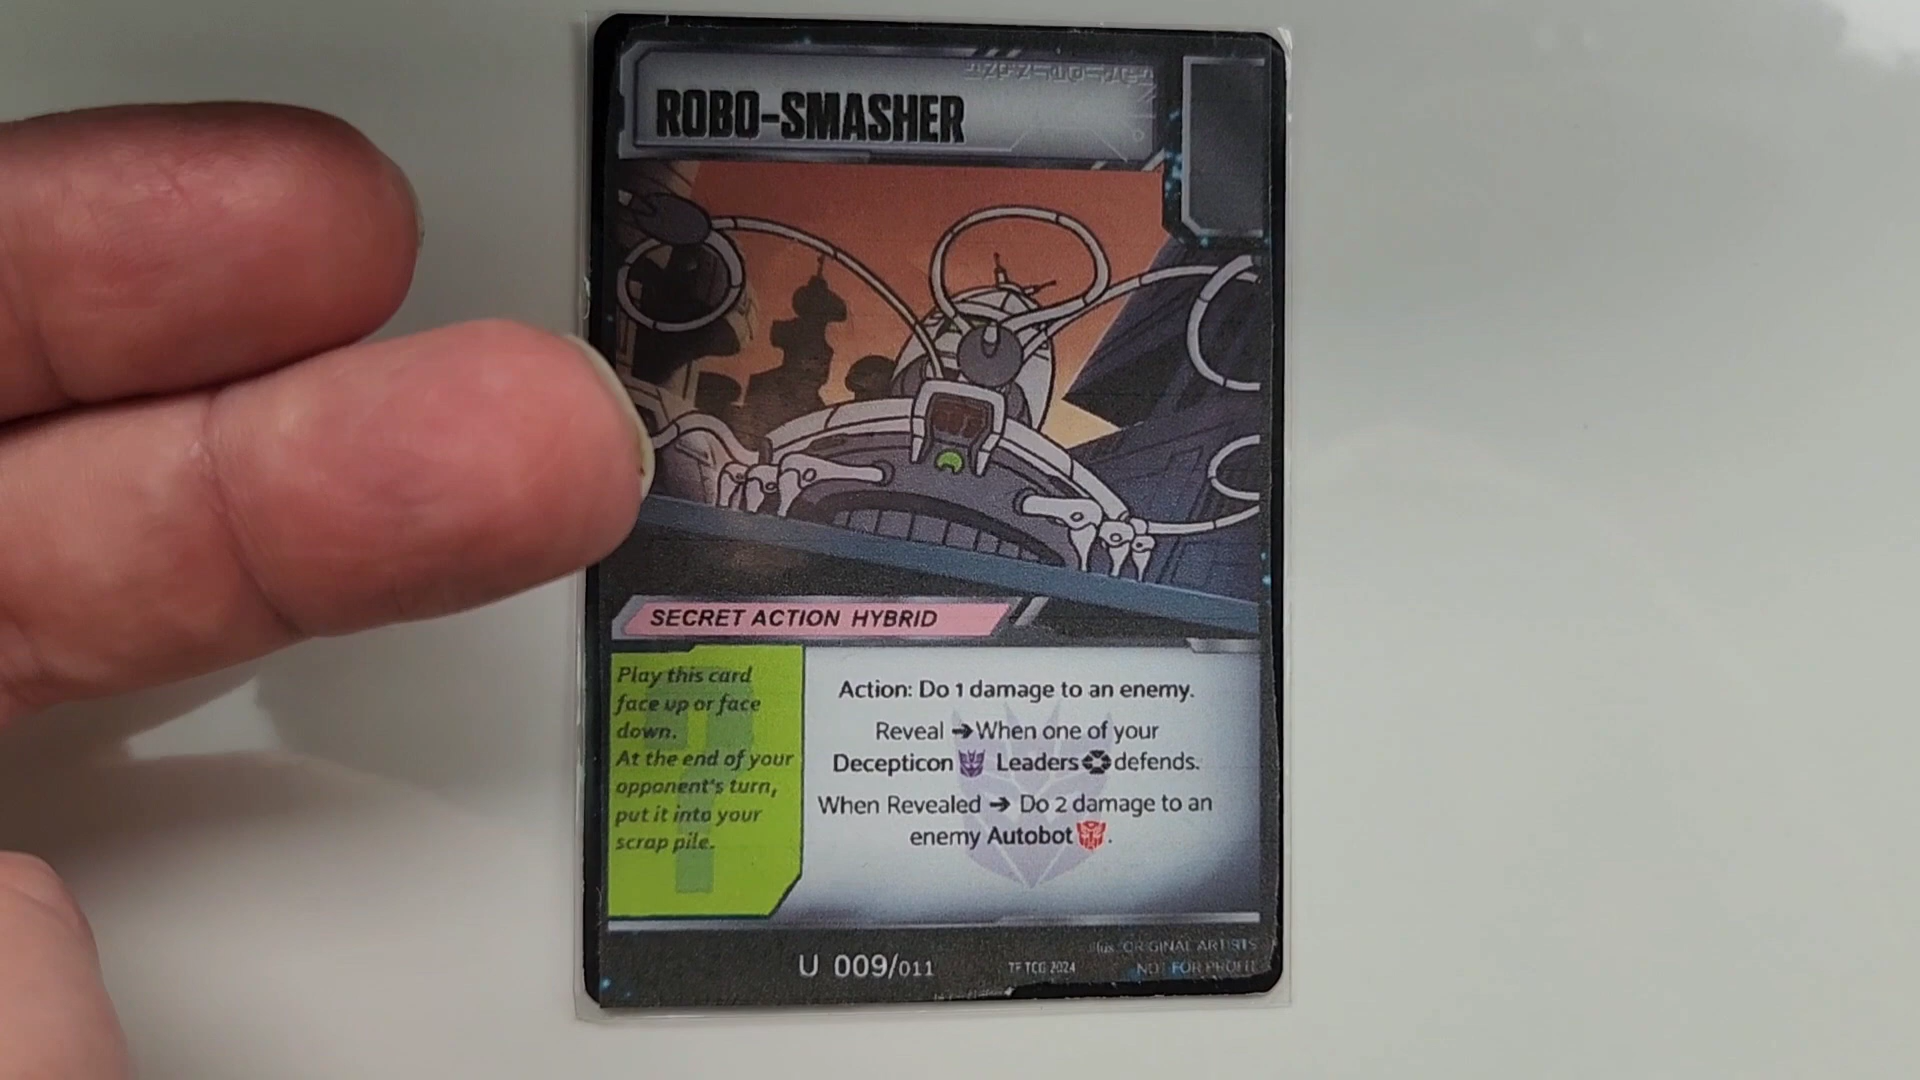 ROBO-SMASHER
SECRET ACTION HYBRID
Play this card
face up or face
down.
At the end of your
opponent's turn,
put it into your
scrap pile.
Action: Do 1 damage to an enemy.
Reveal ➔ When one of your
Decepticon Leaders defends.
When Revealed ➔ Do 2 damage to an
enemy Autobot .
U 009/011
TF TCG 2024
illus ORIGINAL ARTISTS
NOT FOR PROFIT